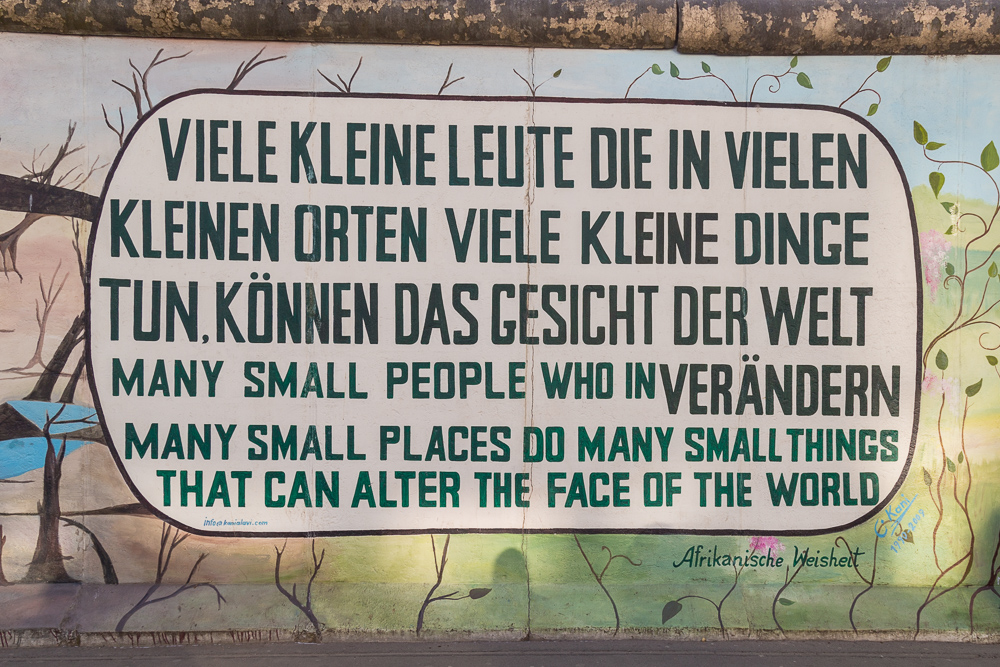 VIELE KLEINE LEUTE DIE IN VIELEN
KLEINEN ORTEN VIELE KLEINE DINGE
TUN, KÖNNEN DAS GESICHT DER WELT
VERÄNDERN
MANY SMALL PEOPLE WHO IN
MANY SMALL PLACES DO MANY SMALL THINGS
THAT CAN ALTER THE FACE OF THE WORLD
Afrikanische Weisheit